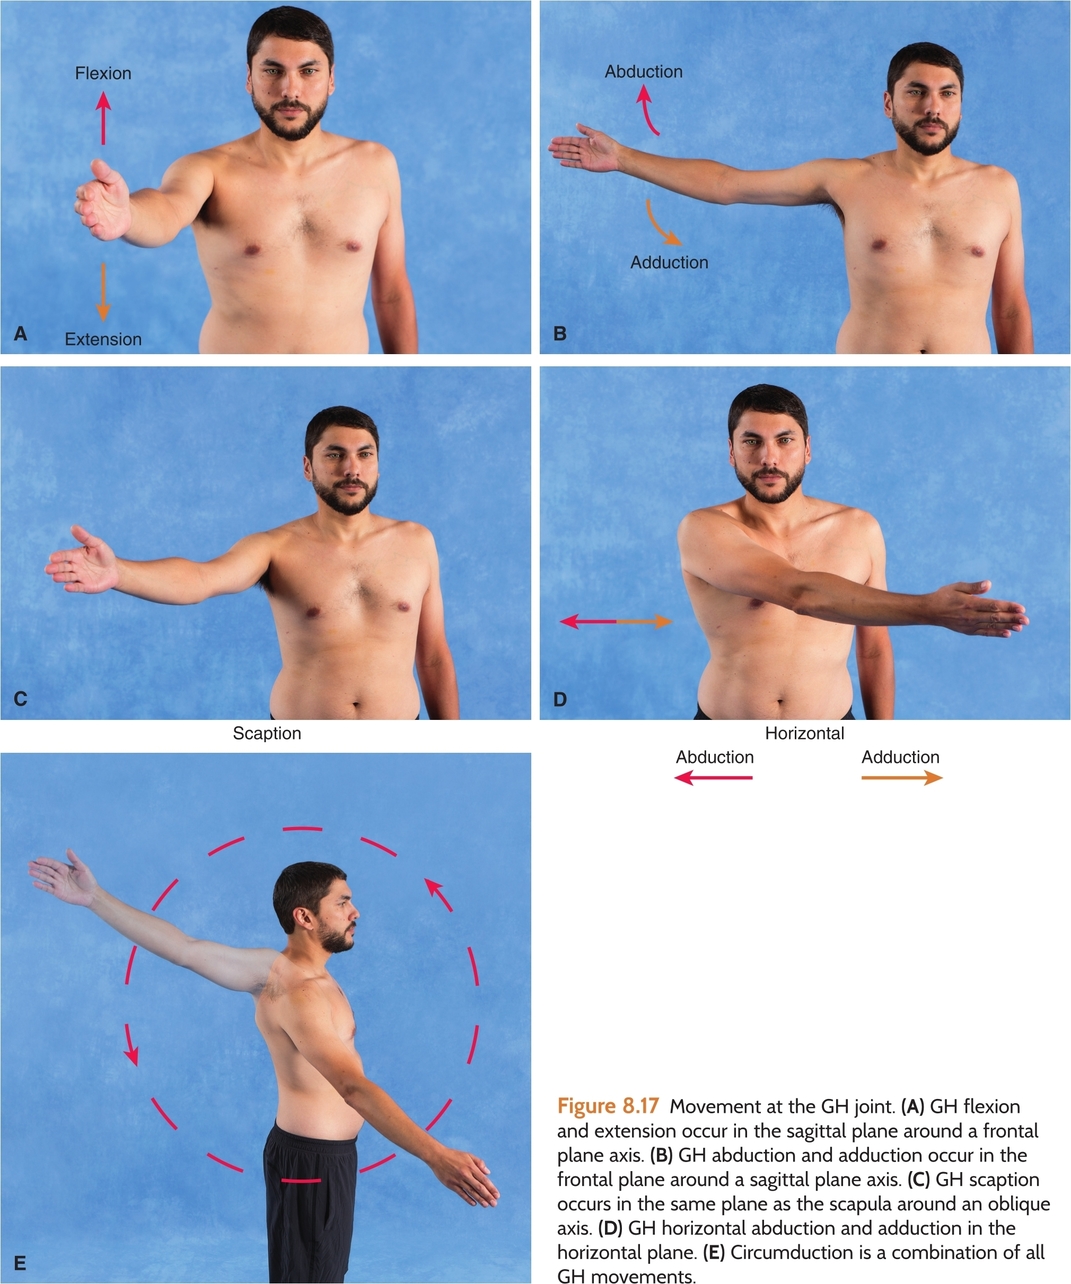 Flexion
Extension
A
Abduction
Adduction
B
C
Scaption
D
Horizontal
Abduction
Adduction
E
Figure 8.17 Movement at the GH joint. (A) GH flexion
and extension occur in the sagittal plane around a frontal
plane axis. (B) GH abduction and adduction occur in the
frontal plane around a sagittal plane axis. (C) GH scaption
occurs in the same plane as the scapula around an oblique
axis. (D) GH horizontal abduction and adduction in the
horizontal plane. (E) Circumduction is a combination of all
GH movements.